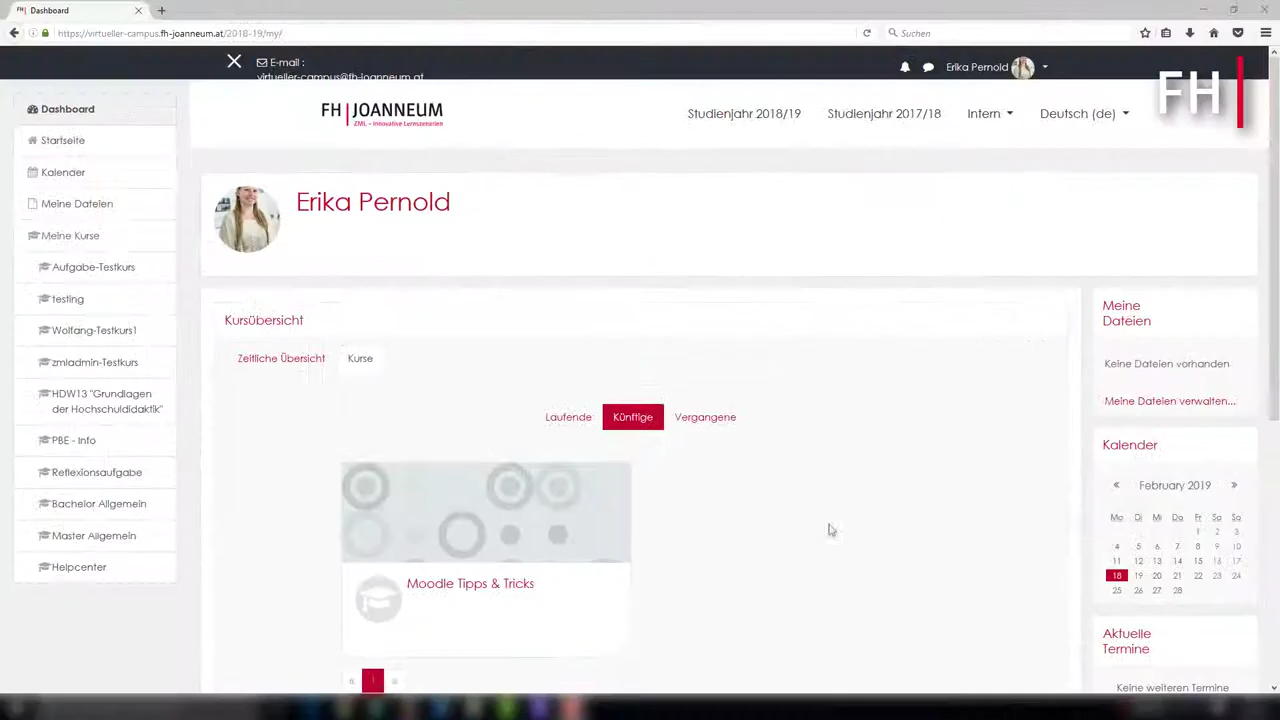 FH| Dashboard
https://virtueller-campus.fh-joanneum.at/2018-19/my/
Suchen
E-mail :
virtueller-campus@fh-joanneum.at
Erika Pernold
FH|
FH|JOANNEUM
ZML - Innovative Lernszenarien
Studienjahr 2018/19
Studienjahr 2017/18
Intern
Deutsch (de)
Dashboard
Startseite
Kalender
Meine Dateien
Meine Kurse
Aufgabe-Testkurs
testing
Wolfang-Testkurs1
zmladmin-Testkurs
HDW13 "Grundlagen
der Hochschuldidaktik"
PBE - Info
Reflexionsaufgabe
Bachelor Allgemein
Master Allgemein
Helpcenter
Erika Pernold
Kursübersicht
Zeitliche Übersicht
Kurse
Laufende
Künftige
Vergangene
Moodle Tipps & Tricks
«
1
»
Meine
Dateien
Keine Dateien vorhanden
Meine Dateien verwalten...
Kalender
« February 2019 »
Mo Di Mi Do Fr Sa So
1 2 3
4 5 6 7 8 9 10
11 12 13 14 15 16 17
18 19 20 21 22 23 24
25 26 27 28
Aktuelle
Termine
Keine weiteren Termine